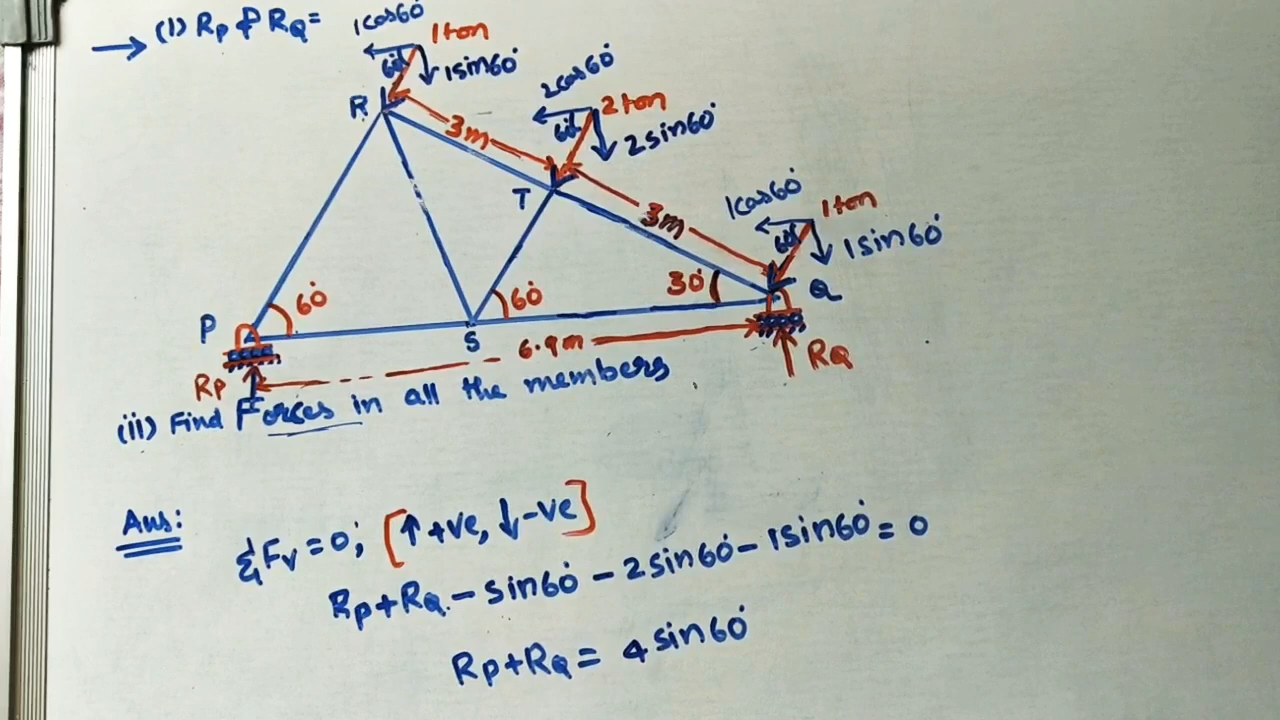 → (1) Rp & RQ=
1cos60°
1ton
60°
1sin60°
R
3m
2cos60°
2ton
60°
2sin60°
T
3m
1cos60°
1ton
60°
1sin60°
P
60°
S
60°
30°
Q
6.9m
Rp
RQ
(ii) Find Forces in all the members
Ans:
ΣFv=0; [↑+ve, ↓-ve]
Rp+RQ-sin60°-2sin60°-1sin60°=0
Rp+RQ= 4sin60°